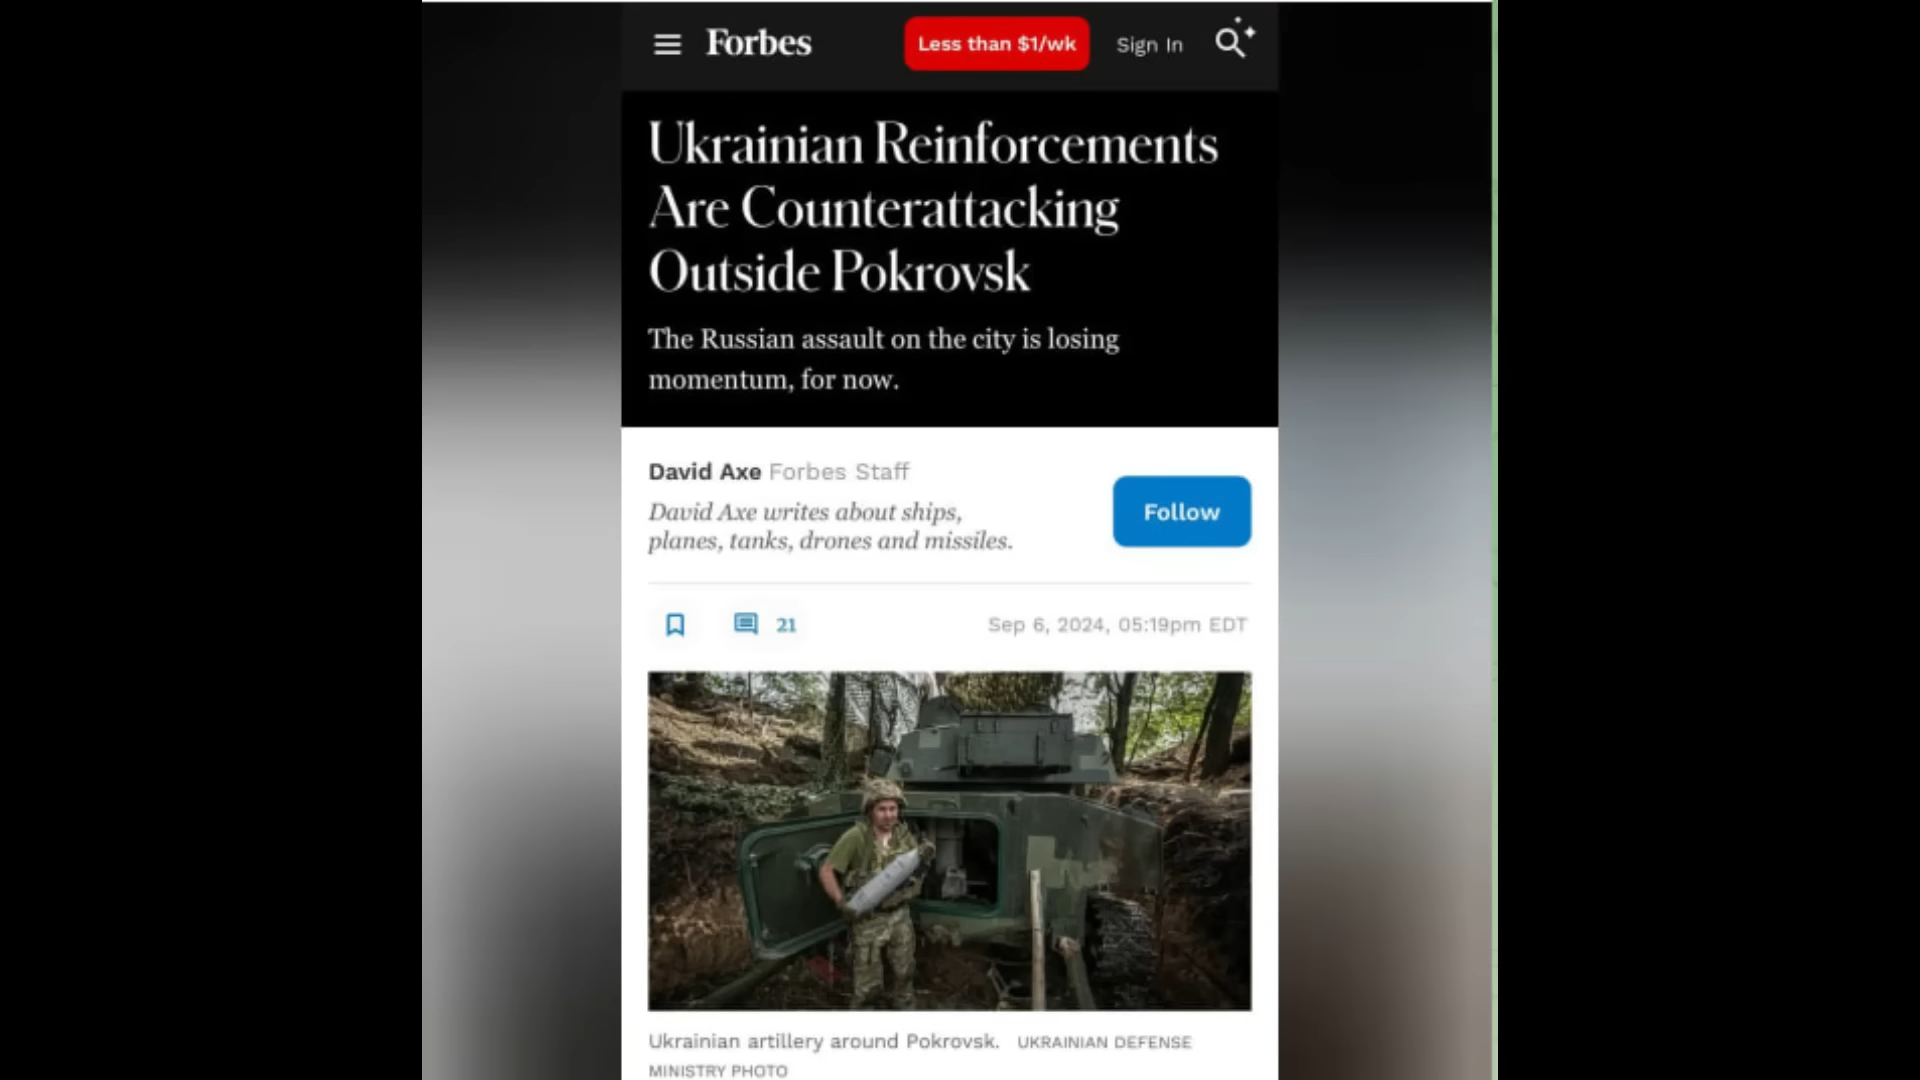 Forbes
Less than $1/wk
Sign In
Ukrainian Reinforcements
Are Counterattacking
Outside Pokrovsk
The Russian assault on the city is losing
momentum, for now.
David Axe Forbes Staff
David Axe writes about ships,
planes, tanks, drones and missiles.
Follow
21
Sep 6, 2024, 05:19pm EDT
Ukrainian artillery around Pokrovsk. UKRAINIAN DEFENSE
MINISTRY PHOTO